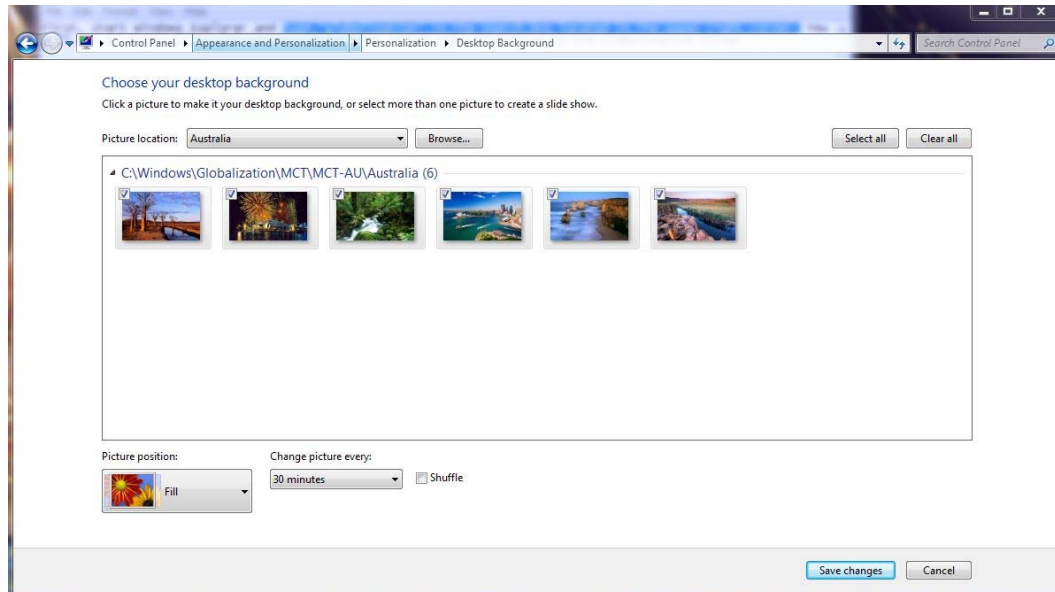 Control Panel Appearance and Personalization Personalization Desktop Background
Search Control Panel
Choose your desktop background
Click a picture to make it your desktop background, or select more than one picture to create a slide show.
Picture location: Australia Browse... Select all Clear all
C:\Windows\Globalization\MCT\MCT-AU\Australia (6)
Picture position: Change picture every:
Fill 30 minutes Shuffle
Save changes Cancel